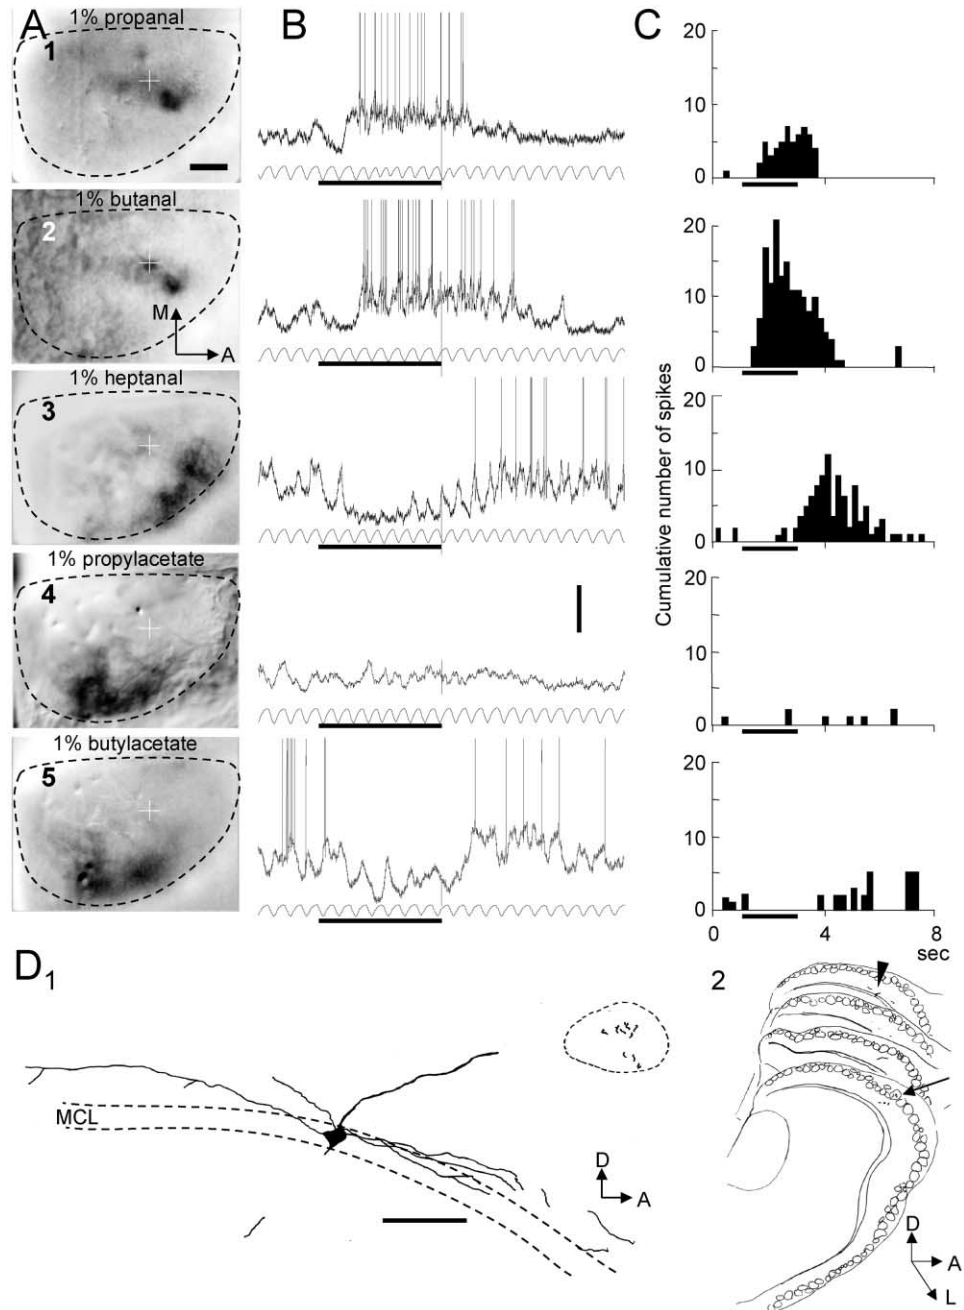 A
B
C
1% propanal
1
1% butanal
2
M
A
1% heptanal
3
1% propylacetate
4
1% butylacetate
5
Cumulative number of spikes
20
10
0
20
10
0
20
10
0
20
10
0
20
10
0
0
4
8
sec
D1
MCL
D
A
2
D
A
L